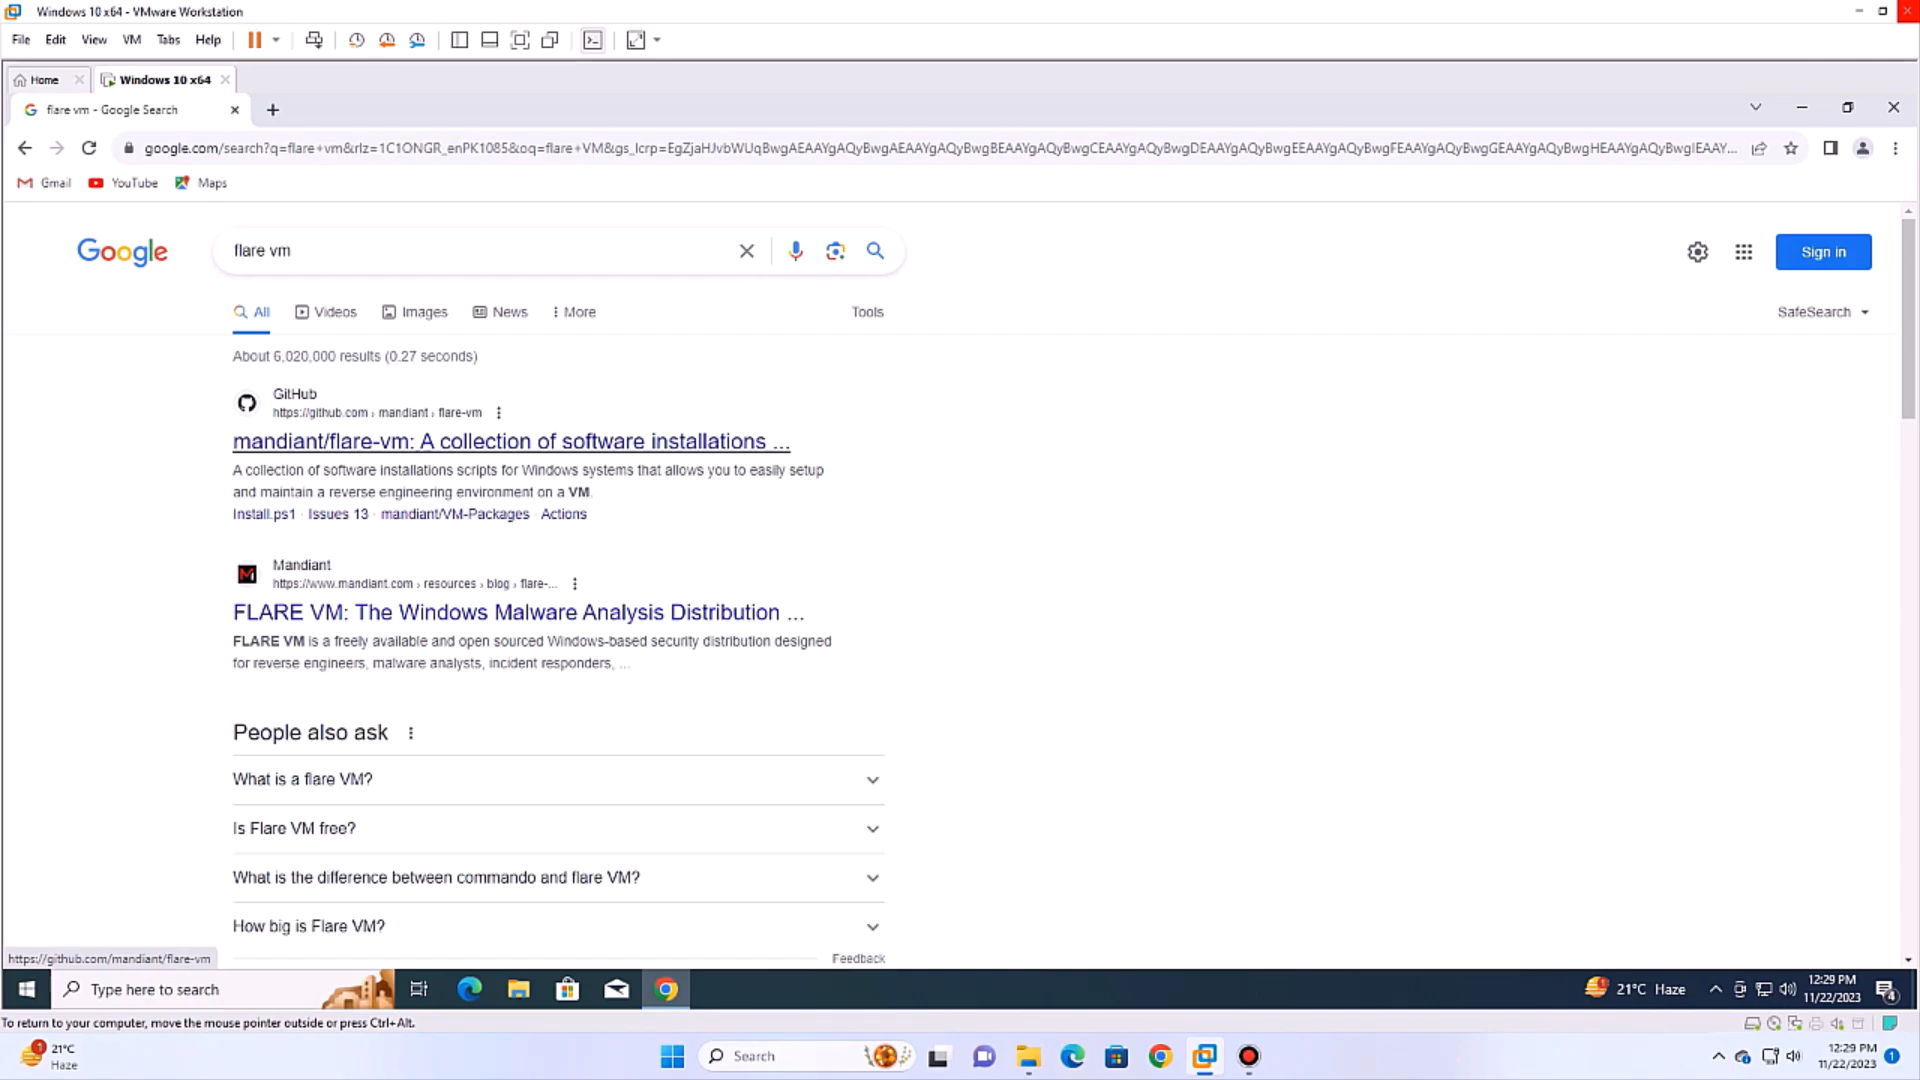 Windows 10 x64 - VMware Workstation
File Edit View VM Tabs Help
Home
Windows 10 x64
flare vm - Google Search
google.com/search?q=flare+vm&rlz=1C1ONGR_enPK1085&oq=flare+VM&gs_lcrp=EgZjaHJvbWUqBwgAEAAYgAQyBwgAEAAYgAQyBwgBEAAYgAQyBwgCEAAYgAQyBwgDEAAYgAQyBwgEEAAYgAQyBwgFEAAYgAQyBwgGEAAYgAQyBwgHEAAYgAQyBwgIEAAY...
Gmail YouTube Maps
Google
flare vm
Sign in
All Videos Images News More Tools SafeSearch
About 6,020,000 results (0.27 seconds)
GitHub
https://github.com › mandiant › flare-vm
mandiant/flare-vm: A collection of software installations ...
A collection of software installations scripts for Windows systems that allows you to easily setup
and maintain a reverse engineering environment on a VM.
Install.ps1 · Issues 13 · mandiant/VM-Packages · Actions
Mandiant
https://www.mandiant.com › resources › blog › flare-...
FLARE VM: The Windows Malware Analysis Distribution ...
FLARE VM is a freely available and open sourced Windows-based security distribution designed
for reverse engineers, malware analysts, incident responders, ...
People also ask
What is a flare VM?
Is Flare VM free?
What is the difference between commando and flare VM?
How big is Flare VM?
https://github.com/mandiant/flare-vm
Feedback
Type here to search
21°C Haze
12:29 PM
11/22/2023
4
To return to your computer, move the mouse pointer outside or press Ctrl+Alt.
1
21°C
Haze
Search
12:29 PM
11/22/2023
1